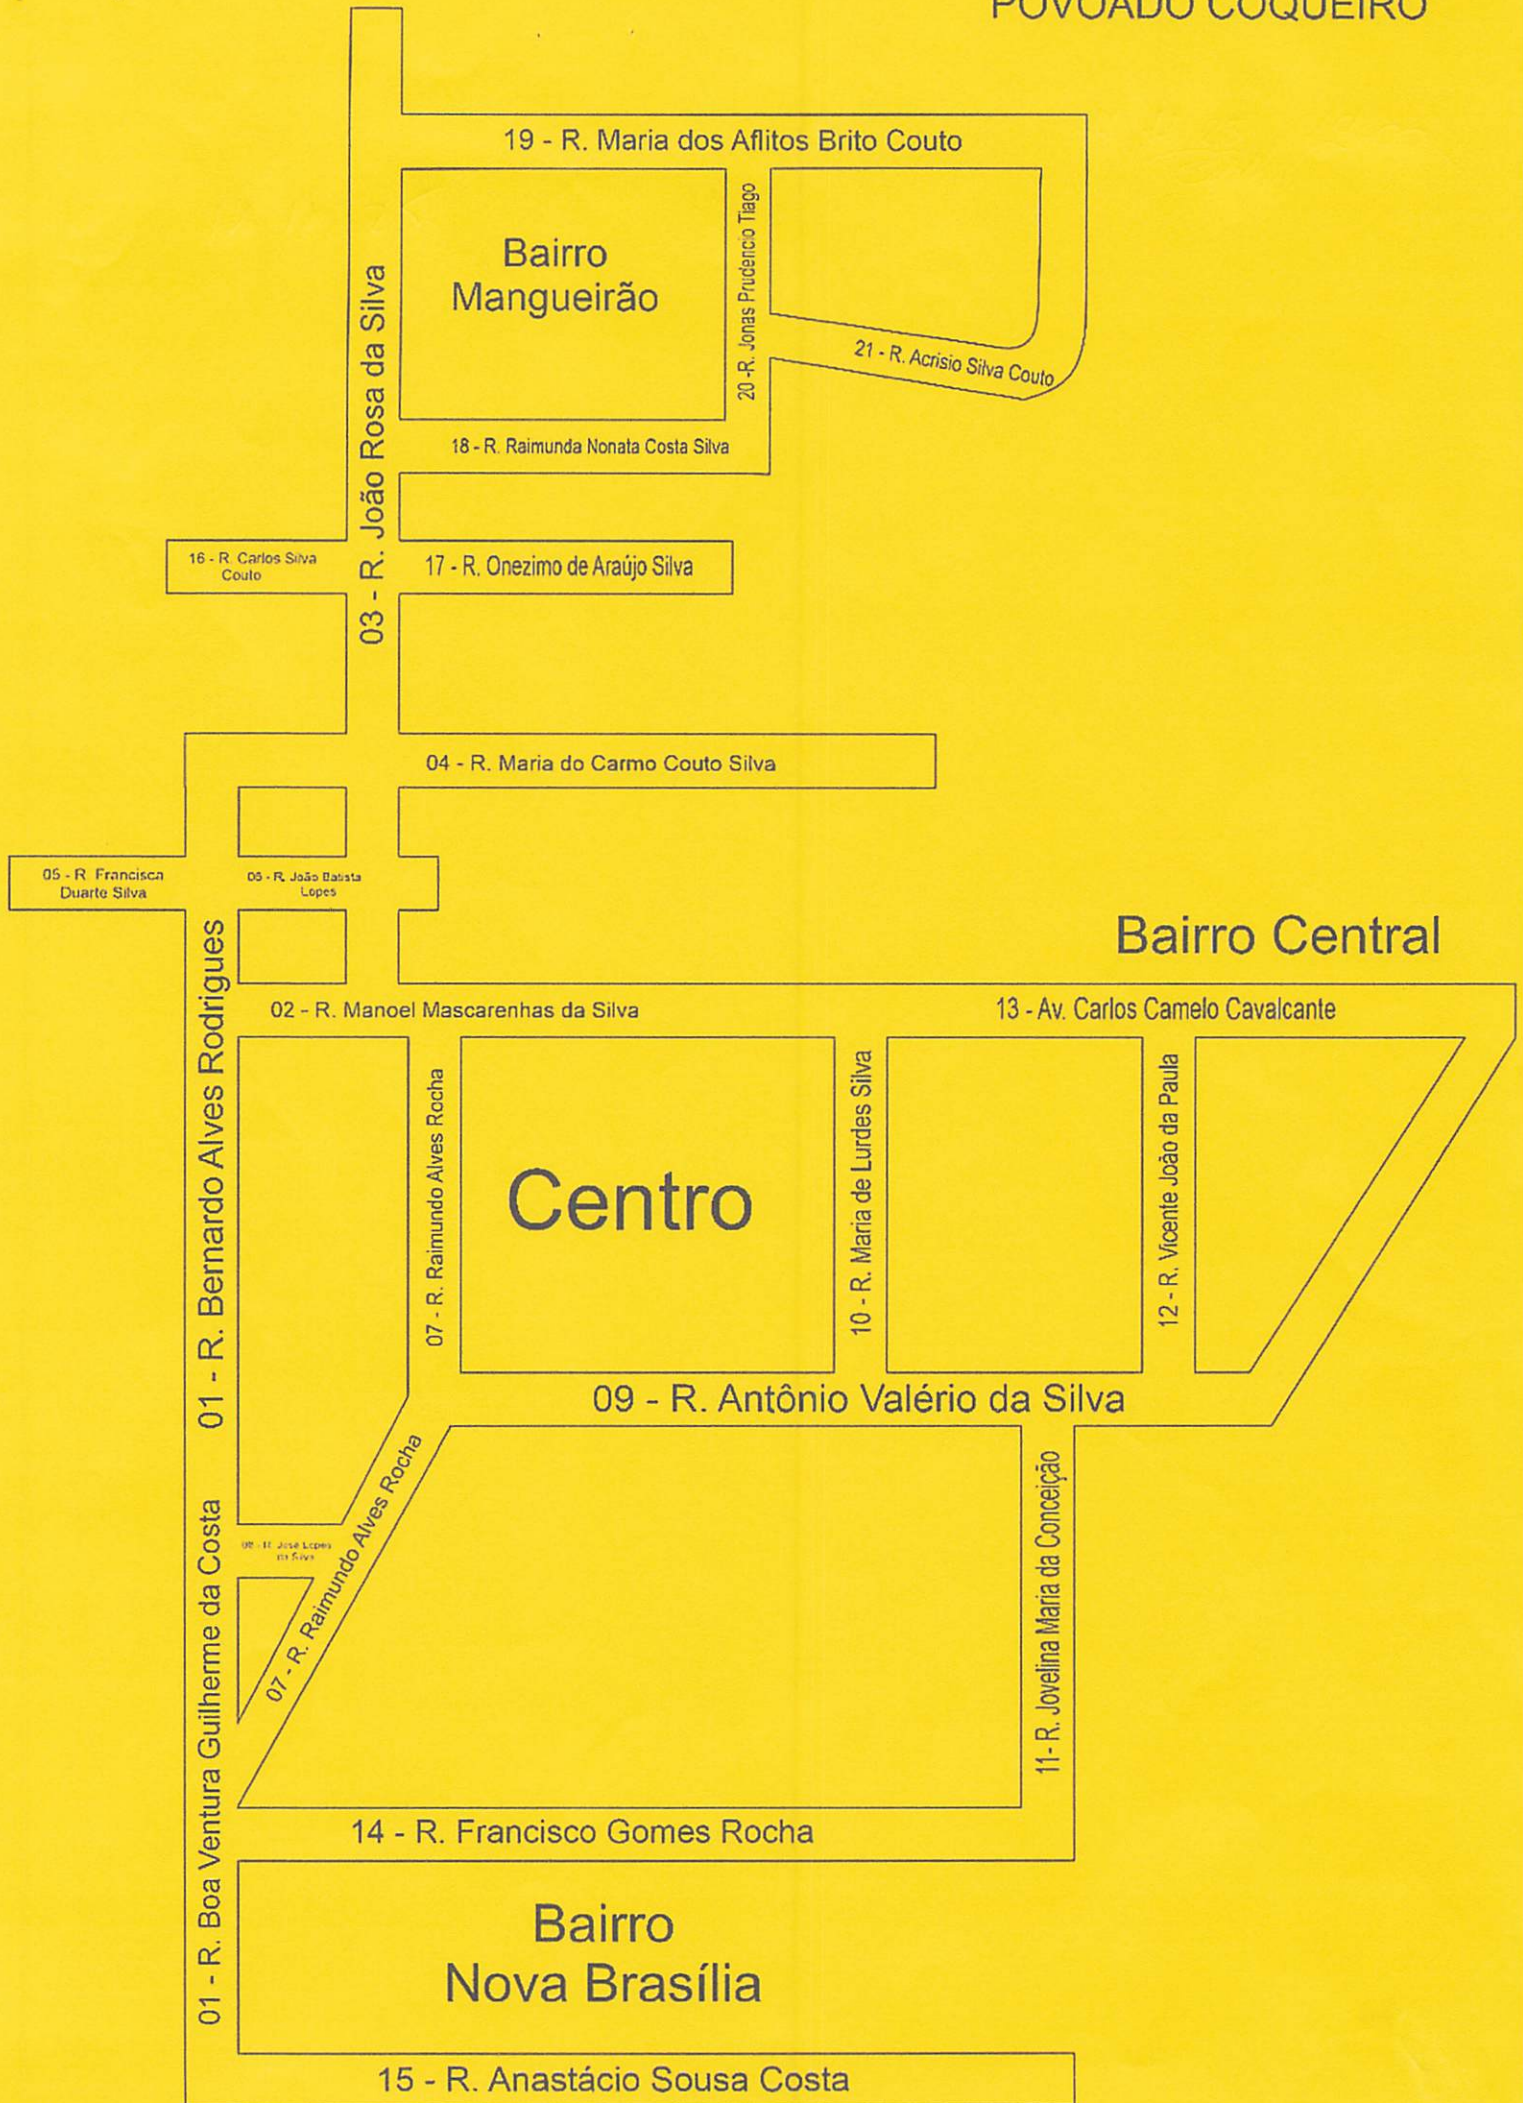 POVOADO COQUEIRO
19 - R. Maria dos Aflitos Brito Couto
Bairro
Mangueirão
20 -R. Jonas Prudencio Tiago
21 - R. Acrisio Silva Couto
03 - R. João Rosa da Silva
18 - R. Raimunda Nonata Costa Silva
16 - R. Carlos Silva
Couto
17 - R. Onezimo de Araújo Silva
04 - R. Maria do Carmo Couto Silva
05 - R. Francisca
Duarte Silva
06 - R. João Batista
Lopes
Bairro Central
01 - R. Bernardo Alves Rodrigues
02 - R. Manoel Mascarenhas da Silva
13 - Av. Carlos Camelo Cavalcante
07 - R. Raimundo Alves Rocha
Centro
10 - R. Maria de Lurdes Silva
12 - R. Vicente João da Paula
09 - R. Antônio Valério da Silva
07 - R. Raimundo Alves Rocha
08 - R. José Lopes
da Silva
11- R. Jovelina Maria da Conceição
01 - R. Boa Ventura Guilherme da Costa
14 - R. Francisco Gomes Rocha
Bairro
Nova Brasília
15 - R. Anastácio Sousa Costa